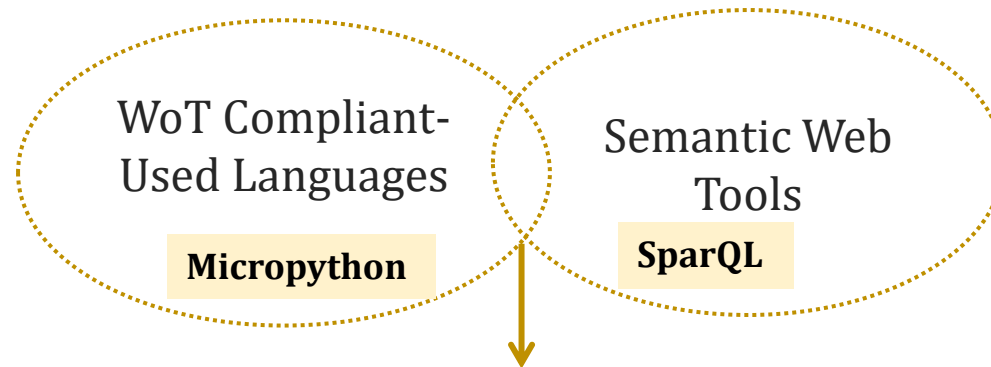 WoT Compliant-
Used Languages
Micropython
Semantic Web
Tools
SparQL